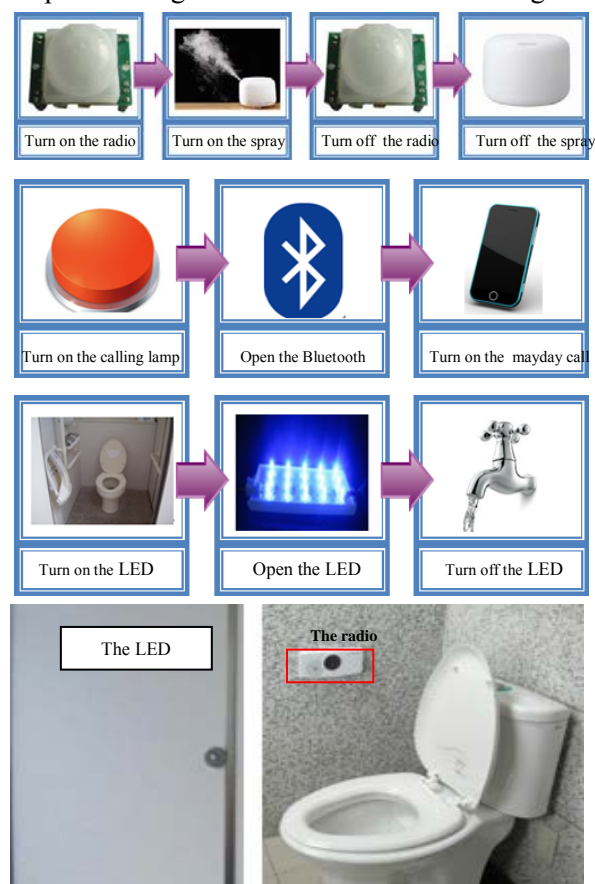 Turn on the radio
Turn on the spray
Turn off the radio
Turn off the spray
Turn on the calling lamp
Open the Bluetooth
Turn on the mayday call
Turn on the LED
Open the LED
Turn off the LED
The LED
The radio